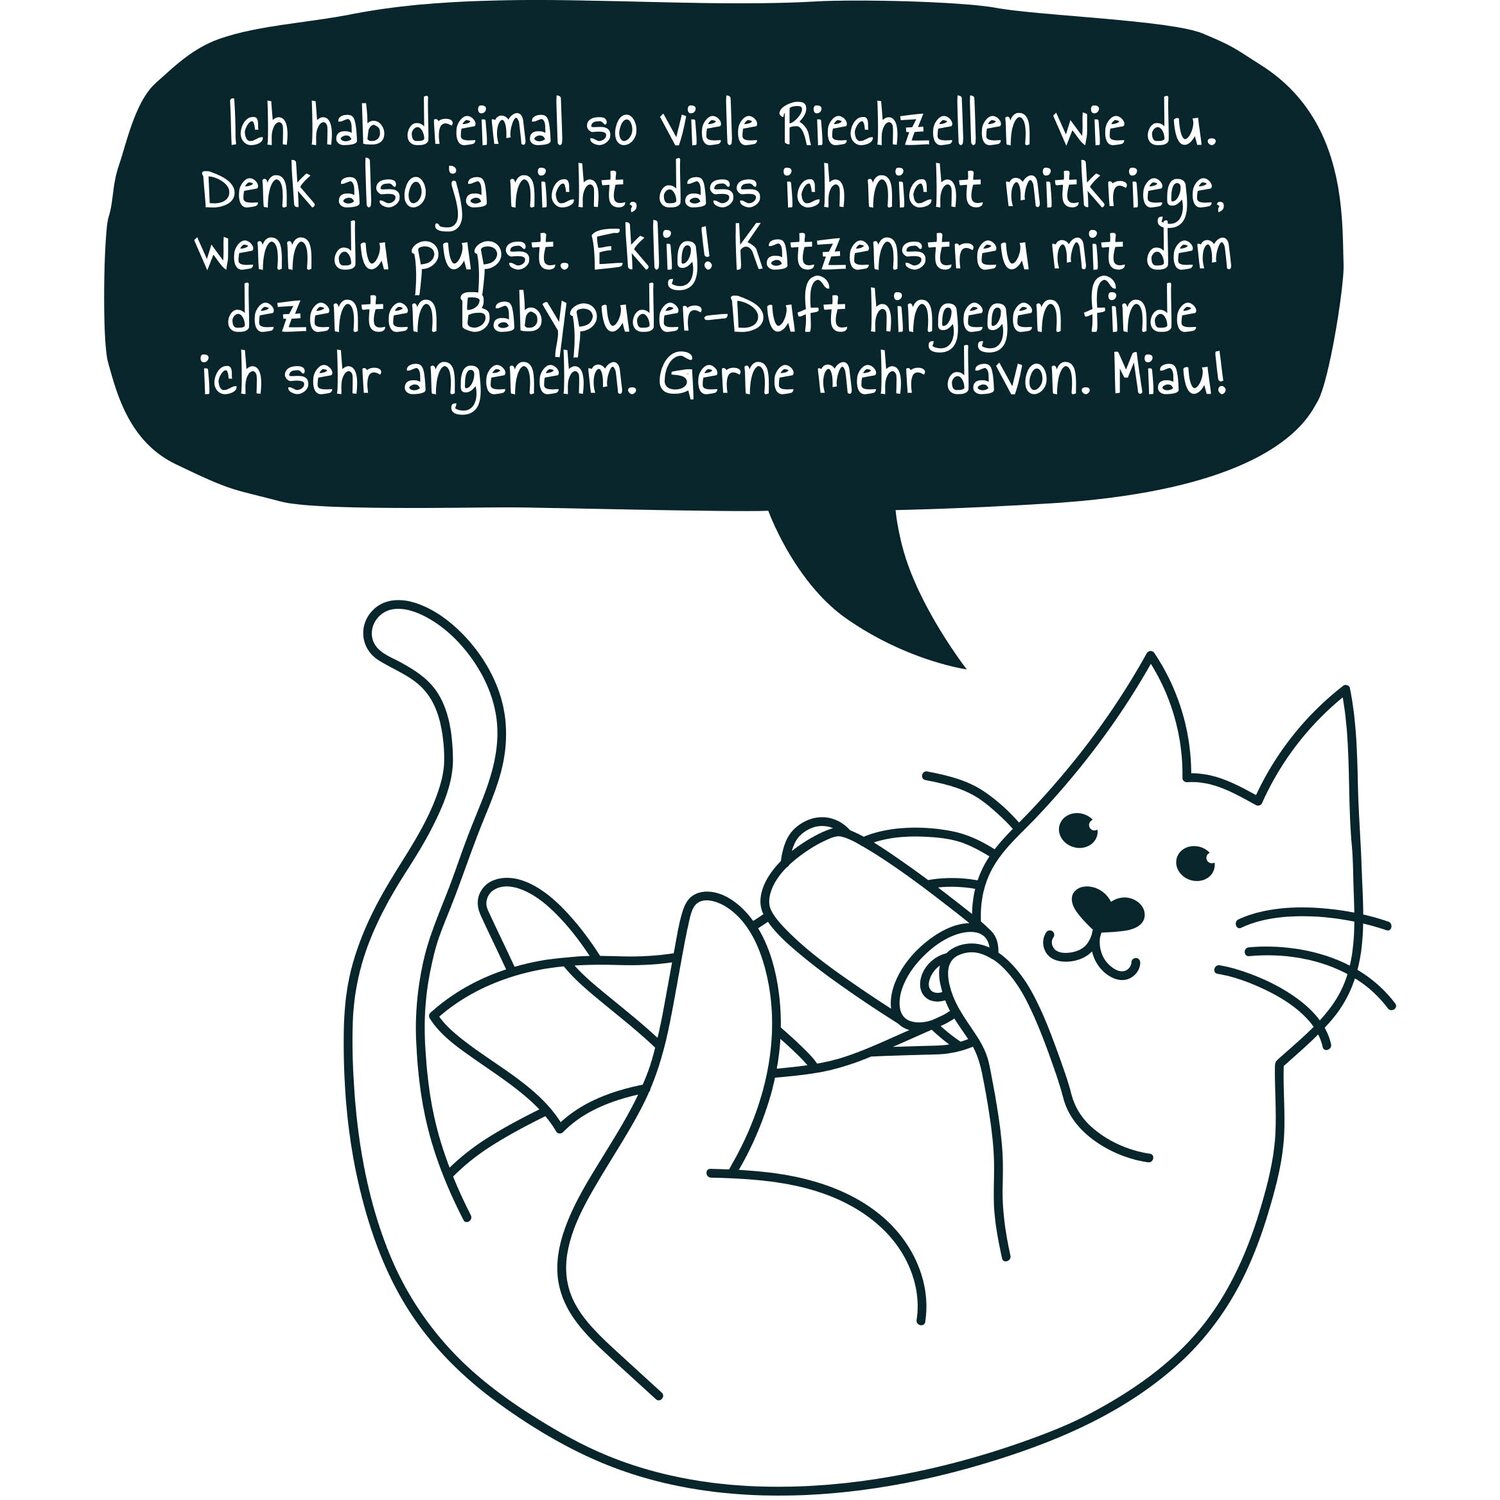 Ich hab dreimal so viele Riechzellen wie du.
Denk also ja nicht, dass ich nicht mitkriege,
wenn du pupst. Eklig! Katzenstreu mit dem
dezenten Babypuder-Duft hingegen finde
ich sehr angenehm. Gerne mehr davon. Miau!